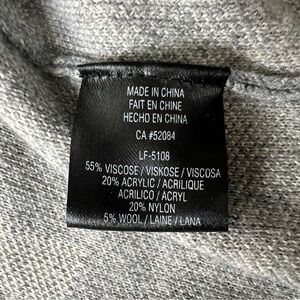 MADE IN CHINA
FAIT EN CHINE
HECHO EN CHINA
CA #52084
LF-5108
55% VISCOSE / VISKOSE / VISCOSA
20% ACRYLIC / ACRILIQUE
ACRILICO / ACRYL
20% NYLON
5% WOOL / LAINE / LANA